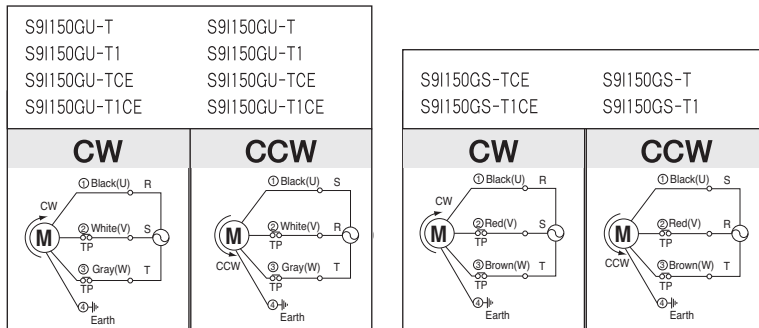 S9I150GU-T S9I150GU-T
S9I150GU-T1 S9I150GU-T1
S9I150GU-TCE S9I150GU-TCE
S9I150GU-T1CE S9I150GU-T1CE
CW CCW
① Black(U) R
CW
② White(V) S
M
TP
③ Gray(W) T
TP
④
Earth
① Black(U) S
② White(V) R
M
TP
CCW
③ Gray(W) T
TP
④
Earth
S9I150GS-TCE S9I150GS-T
S9I150GS-T1CE S9I150GS-T1
CW CCW
① Black(U) R
CW
② Red(V) S
M
TP
③ Brown(W) T
TP
④
Earth
① Black(U) S
② Red(V) R
M
TP
CCW
③ Brown(W) T
TP
④
Earth